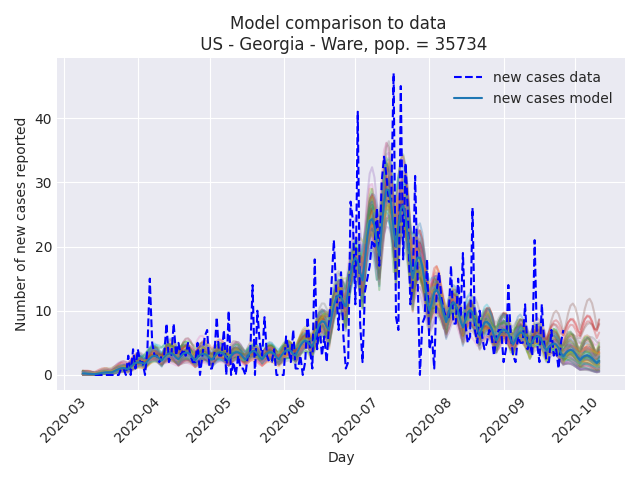 Model comparison to data
US - Georgia - Ware, pop. = 35734
new cases data
new cases model
Number of new cases reported
40
30
20
10
0
2020-03
2020-04
2020-05
2020-06
2020-07
2020-08
2020-09
2020-10
Day